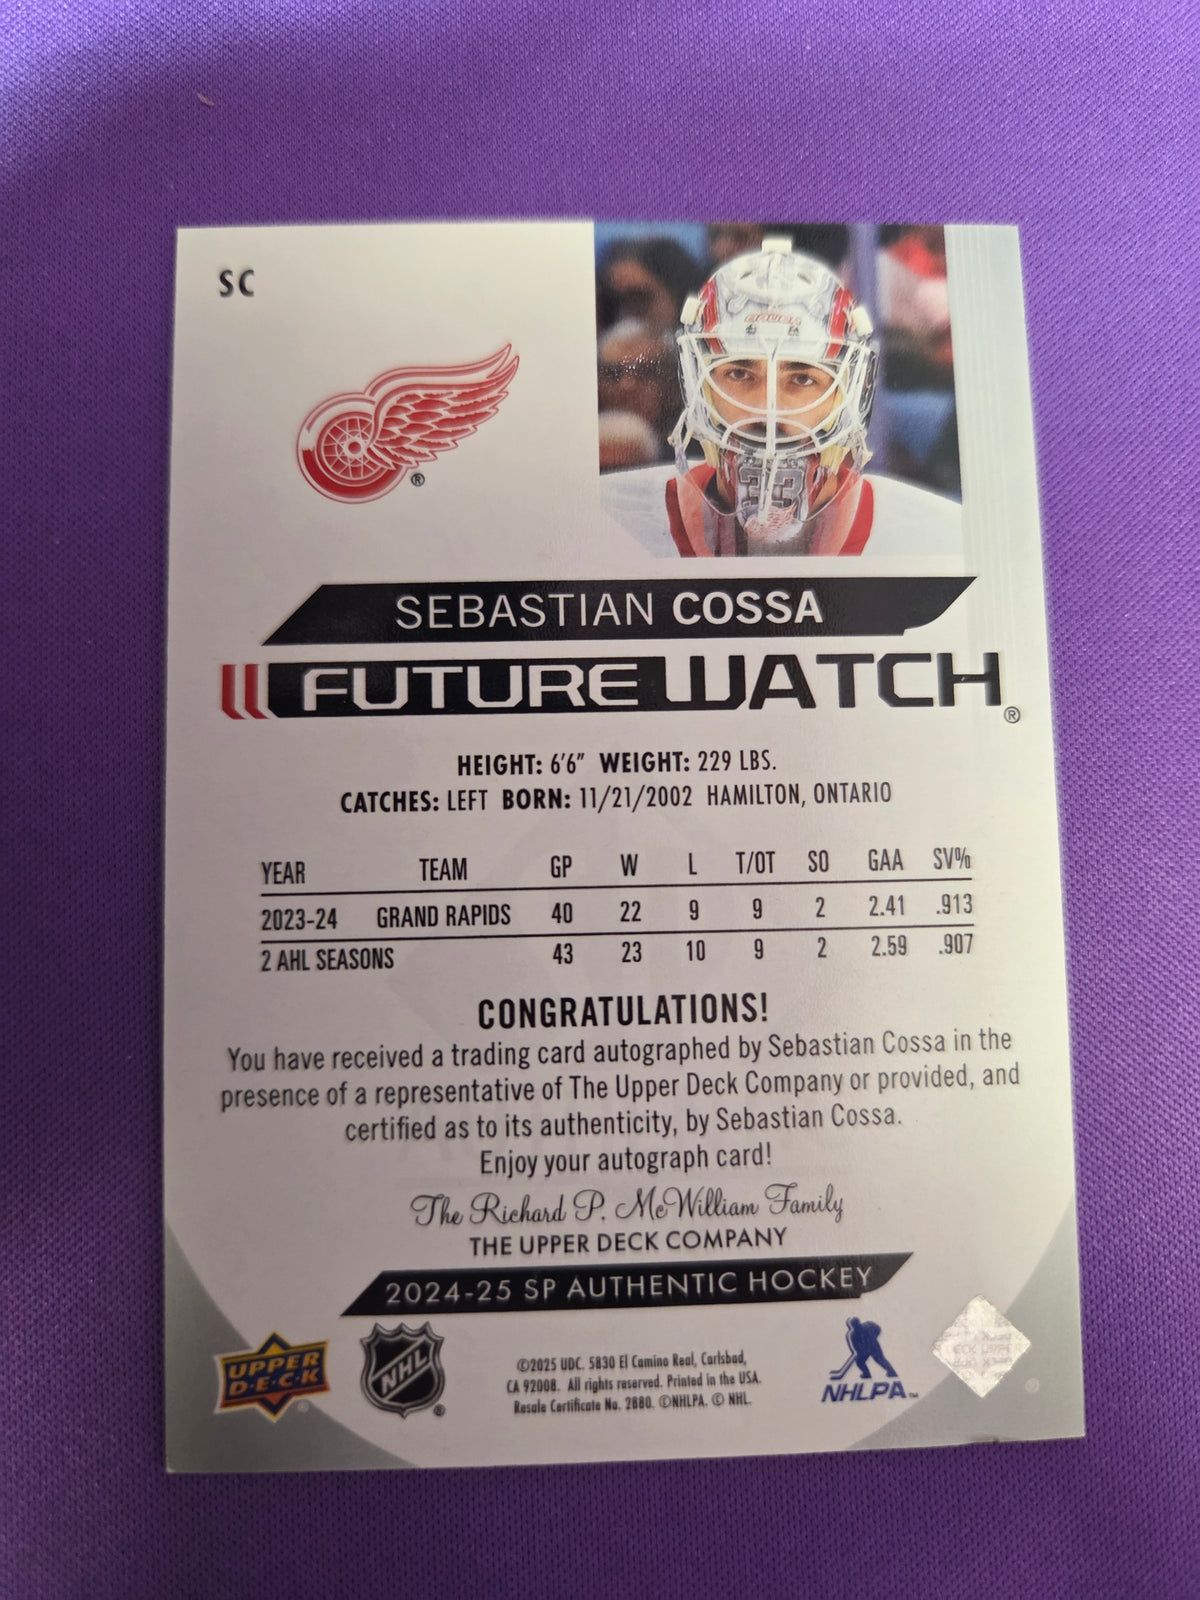 SC
BAUER
33
®
SEBASTIAN COSSA
FUTURE WATCH®
HEIGHT: 6'6" WEIGHT: 229 LBS.
CATCHES: LEFT BORN: 11/21/2002 HAMILTON, ONTARIO
YEAR TEAM GP W L T/OT SO GAA SV%
2023-24 GRAND RAPIDS 40 22 9 9 2 2.41 .913
2 AHL SEASONS 43 23 10 9 2 2.59 .907
CONGRATULATIONS!
You have received a trading card autographed by Sebastian Cossa in the
presence of a representative of The Upper Deck Company or provided, and
certified as to its authenticity, by Sebastian Cossa.
Enjoy your autograph card!
The Richard P. McWilliam Family
THE UPPER DECK COMPANY
2024-25 SP AUTHENTIC HOCKEY
UPPER
D•E•C•K ®
NHL ®
©2025 UDC. 5830 El Camino Real, Carlsbad,
CA 92008. All rights reserved. Printed in the USA.
Resale Certificate No. 2880. ©NHLPA. © NHL.
NHLPA™
DECK UPPER
®